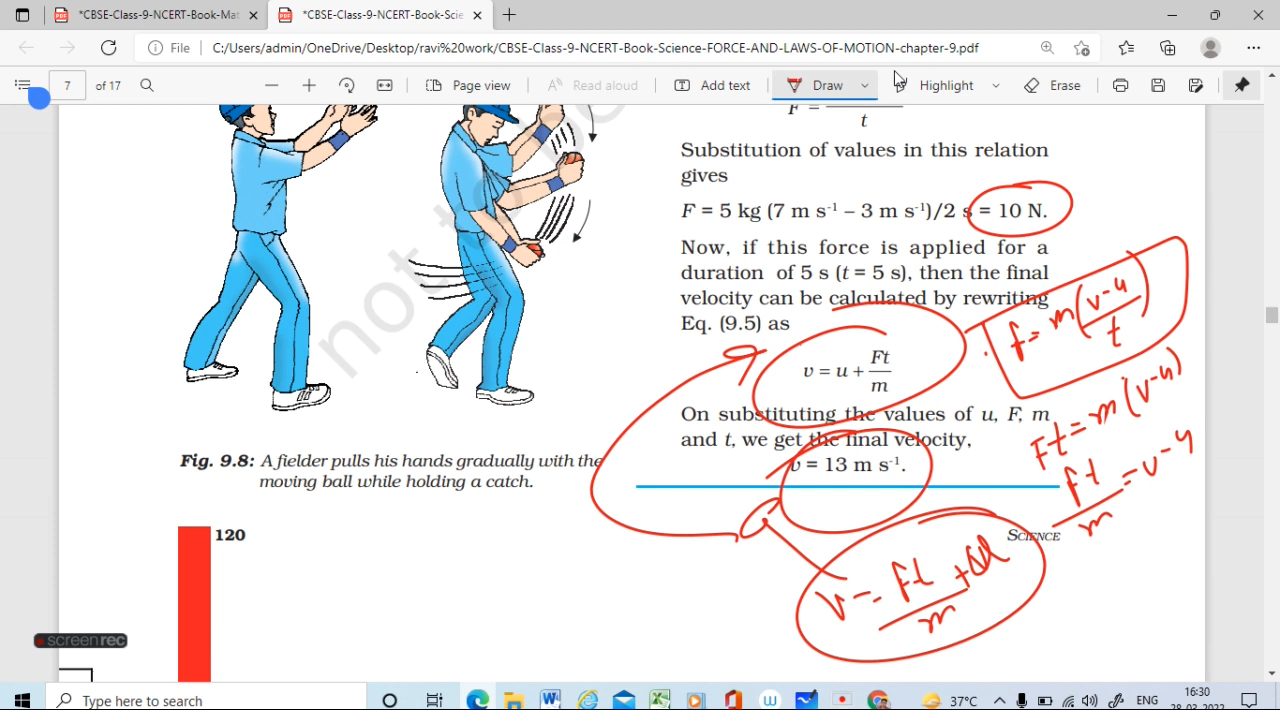 *CBSE-Class-9-NCERT-Book-Mat
*CBSE-Class-9-NCERT-Book-Scie
File
C:/Users/admin/OneDrive/Desktop/ravi%20work/CBSE-Class-9-NCERT-Book-Science-FORCE-AND-LAWS-OF-MOTION-chapter-9.pdf
7 of 17
Page view
Read aloud
Add text
Draw
Highlight
Erase
not to be
Fig. 9.8: A fielder pulls his hands gradually with the
moving ball while holding a catch.
120
t
Substitution of values in this relation
gives
F = 5 kg (7 m s⁻¹ – 3 m s⁻¹)/2 s = 10 N.
Now, if this force is applied for a
duration of 5 s (t = 5 s), then the final
velocity can be calculated by rewriting
Eq. (9.5) as
v = u + Ft/m
On substituting the values of u, F, m
and t, we get the final velocity,
v = 13 m s⁻¹.
SCIENCE
f = m(v-u/t)
Ft = m(v-u)
ft/m = v-u
v = ft/m + u
screenrec
Type here to search
37°C
ENG
16:30
28-03-2022